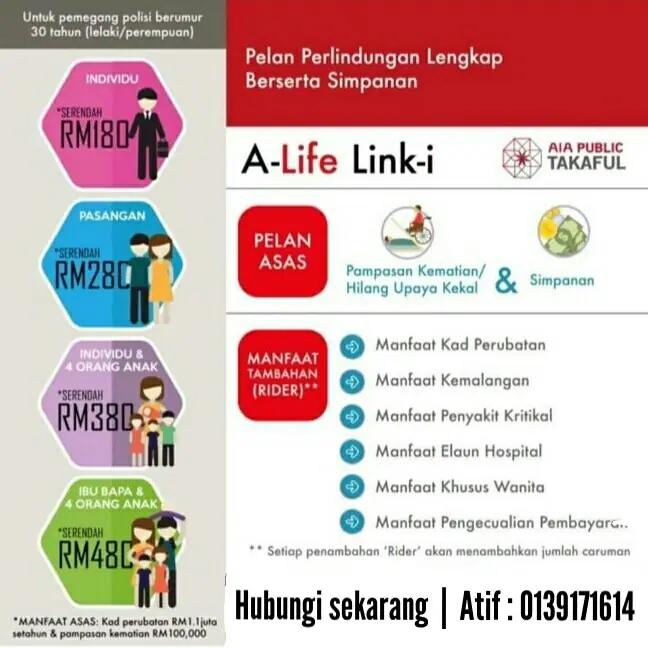 Untuk pemegang polisi berumur
30 tahun (lelaki/perempuan)
INDIVIDU
*SERENDAH
RM180
PASANGAN
*SERENDAH
RM280
INDIVIDU &
4 ORANG ANAK
*SERENDAH
RM380
IBU BAPA &
4 ORANG ANAK
*SERENDAH
RM480
*MANFAAT ASAS: Kad perubatan RM1.1juta
setahun & pampasan kematian RM100,000
Pelan Perlindungan Lengkap
Berserta Simpanan
A-Life Link-i
AIA PUBLIC
TAKAFUL
PELAN
ASAS
Pampasan Kematian/
Hilang Upaya Kekal
&
Simpanan
MANFAAT
TAMBAHAN
(RIDER)**
Manfaat Kad Perubatan
Manfaat Kemalangan
Manfaat Penyakit Kritikal
Manfaat Elaun Hospital
Manfaat Khusus Wanita
Manfaat Pengecualian
** Setiap penambahan 'Rider' akan menambahkan jumlah caruman
Hubungi sekarang | Atif : 0139171614